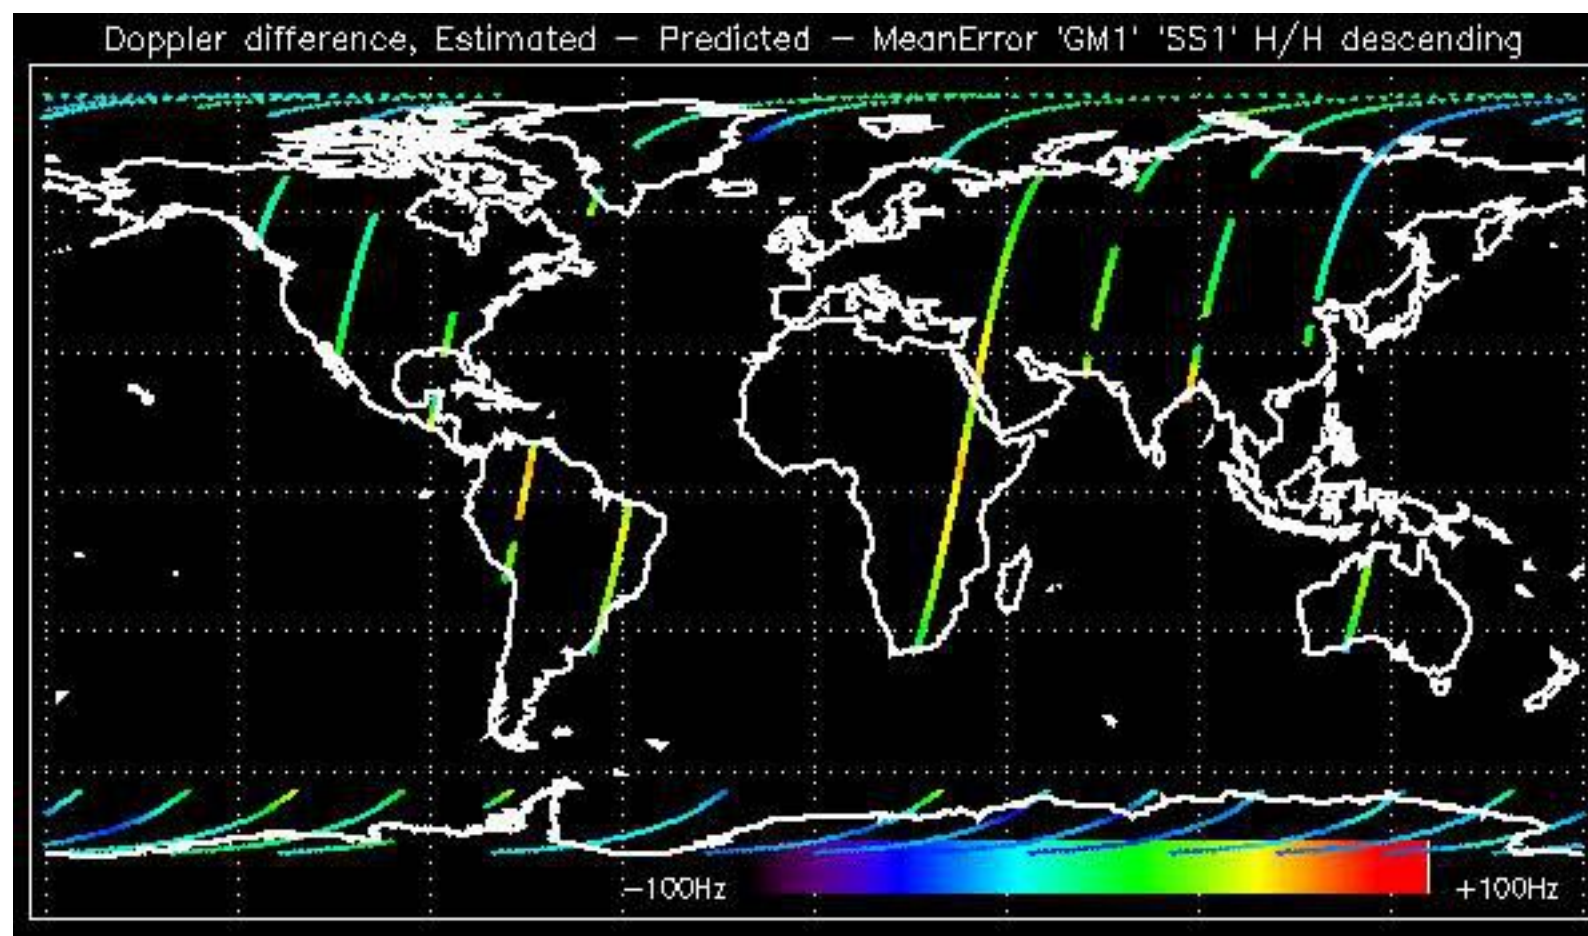 Doppler difference, Estimated – Predicted – MeanError 'GM1' 'SS1' H/H descending
−100Hz
+100Hz